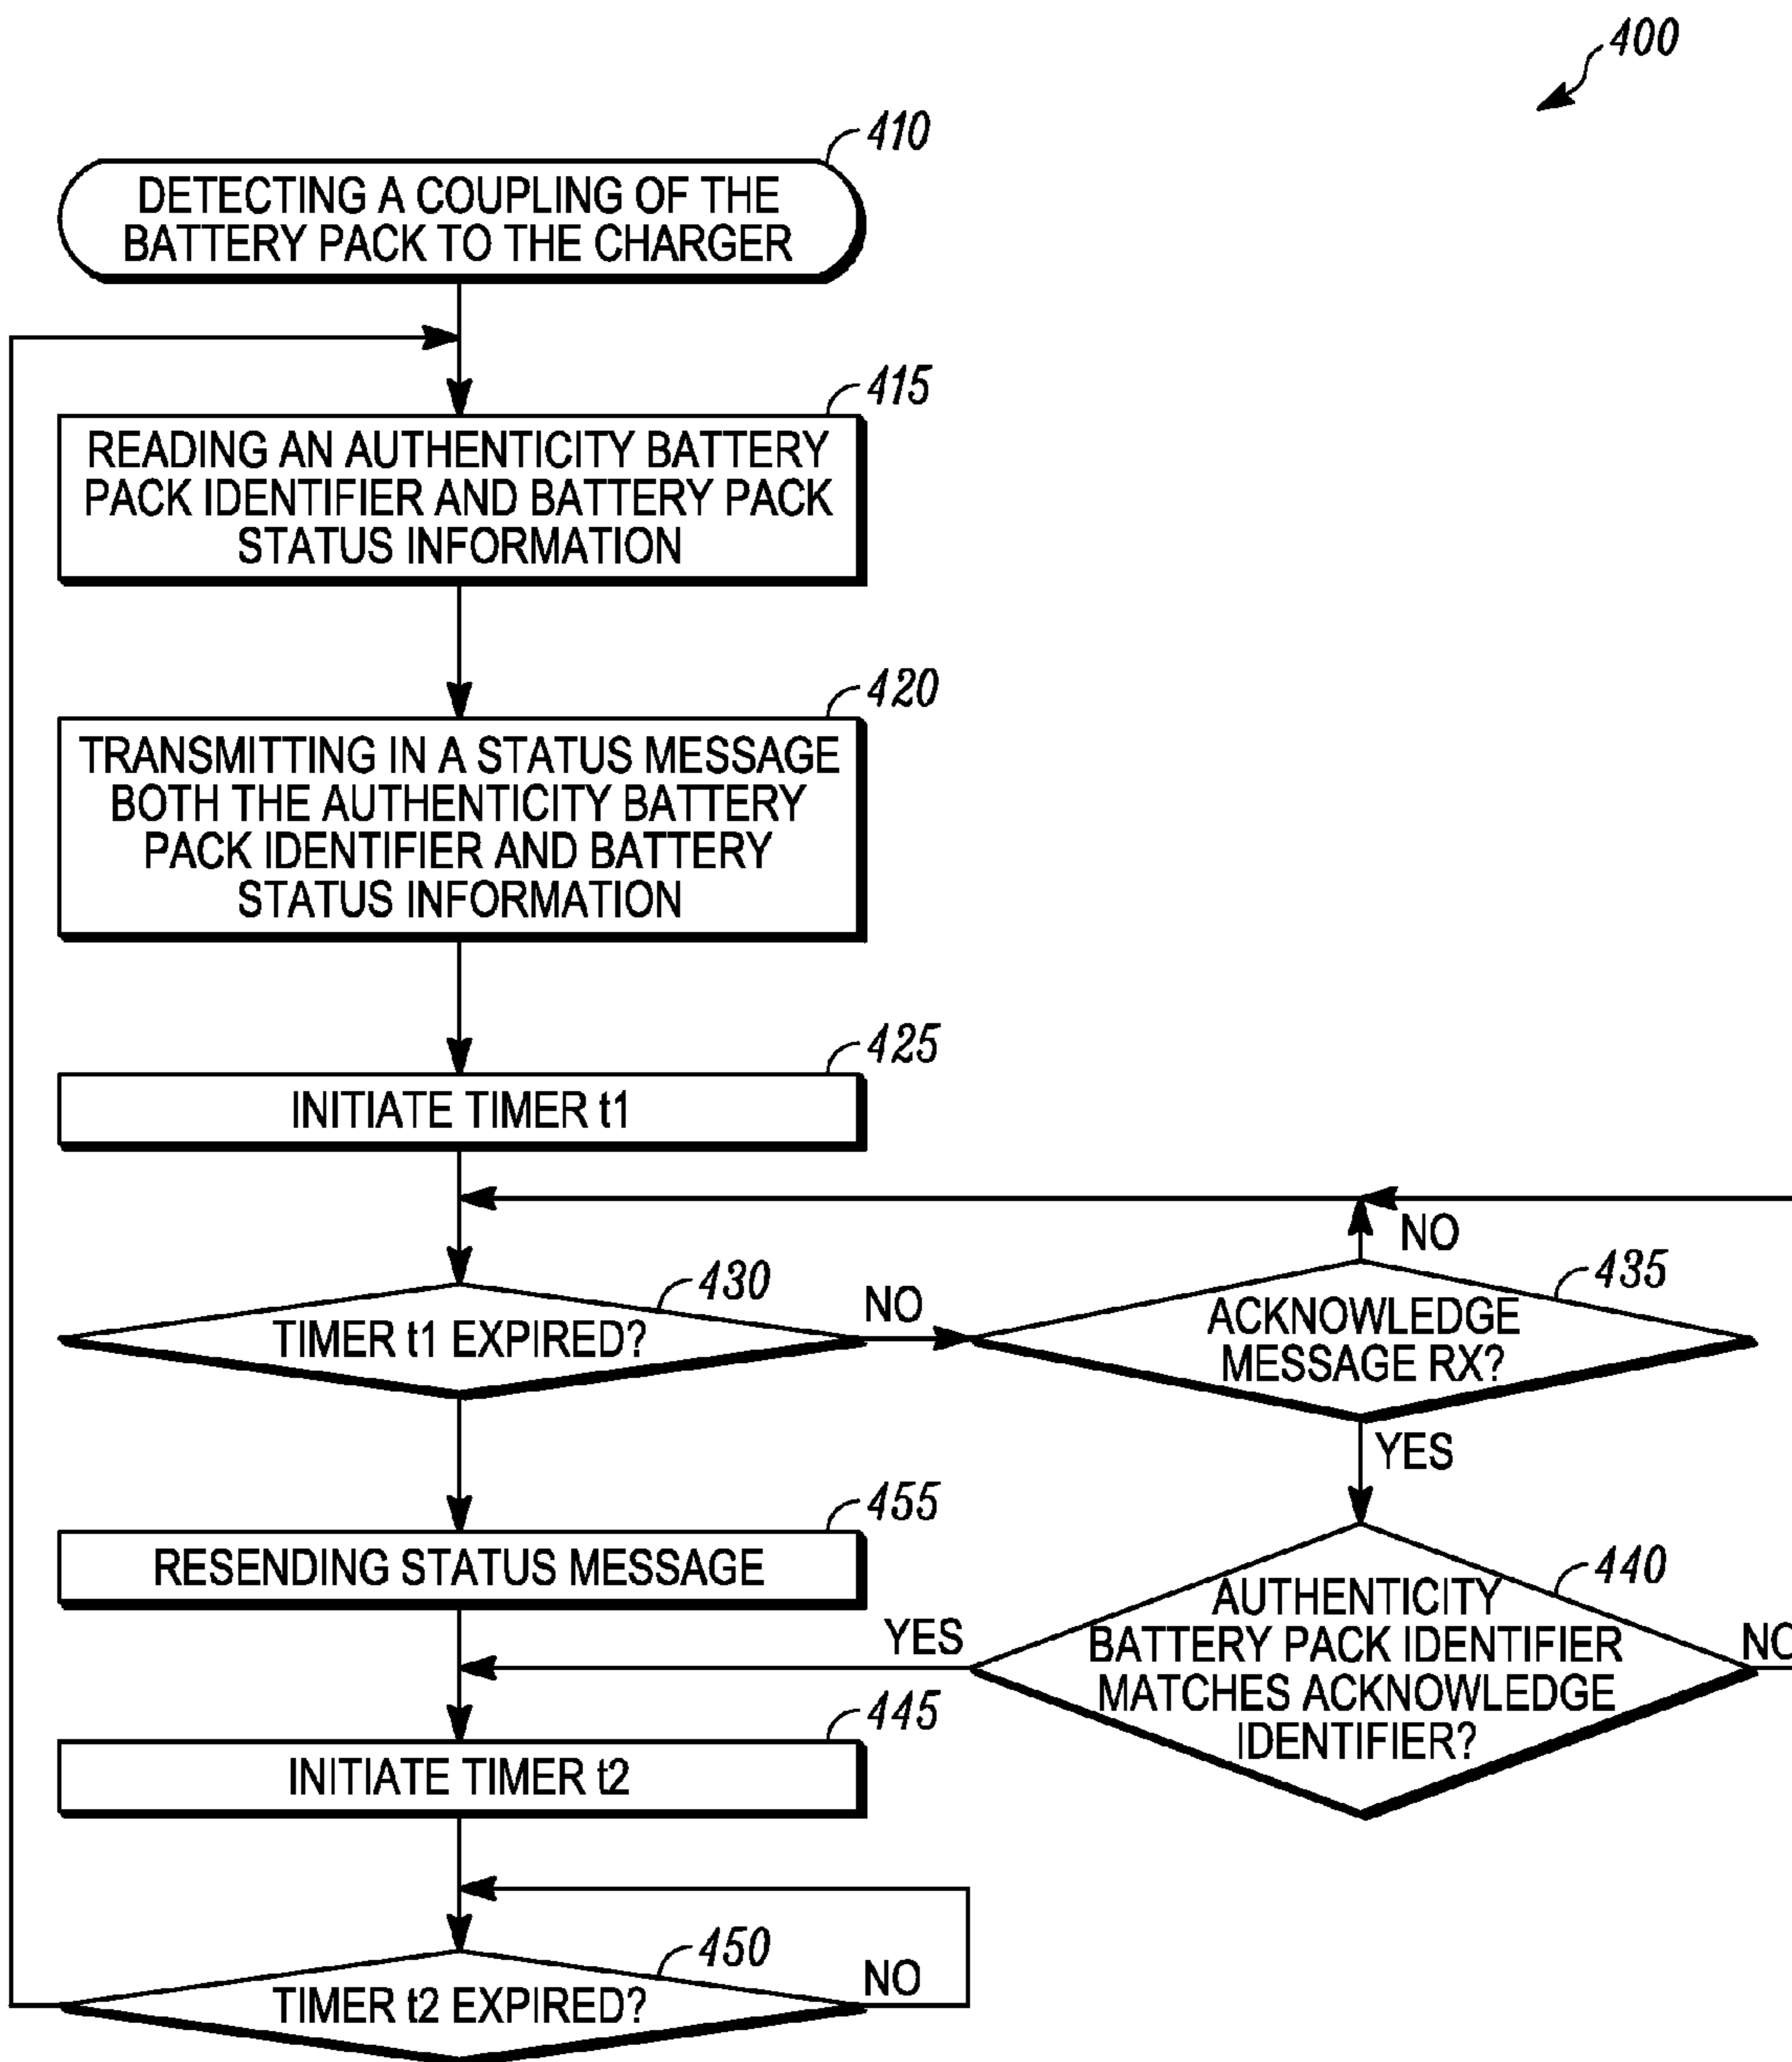 400
410
DETECTING A COUPLING OF THE
BATTERY PACK TO THE CHARGER
415
READING AN AUTHENTICITY BATTERY
PACK IDENTIFIER AND BATTERY PACK
STATUS INFORMATION
420
TRANSMITTING IN A STATUS MESSAGE
BOTH THE AUTHENTICITY BATTERY
PACK IDENTIFIER AND BATTERY
STATUS INFORMATION
425
INITIATE TIMER t1
430
TIMER t1 EXPIRED?
NO
NO
435
ACKNOWLEDGE
MESSAGE RX?
YES
455
RESENDING STATUS MESSAGE
440
AUTHENTICITY
BATTERY PACK IDENTIFIER
MATCHES ACKNOWLEDGE
IDENTIFIER?
YES
NO
445
INITIATE TIMER t2
450
TIMER t2 EXPIRED?
NO